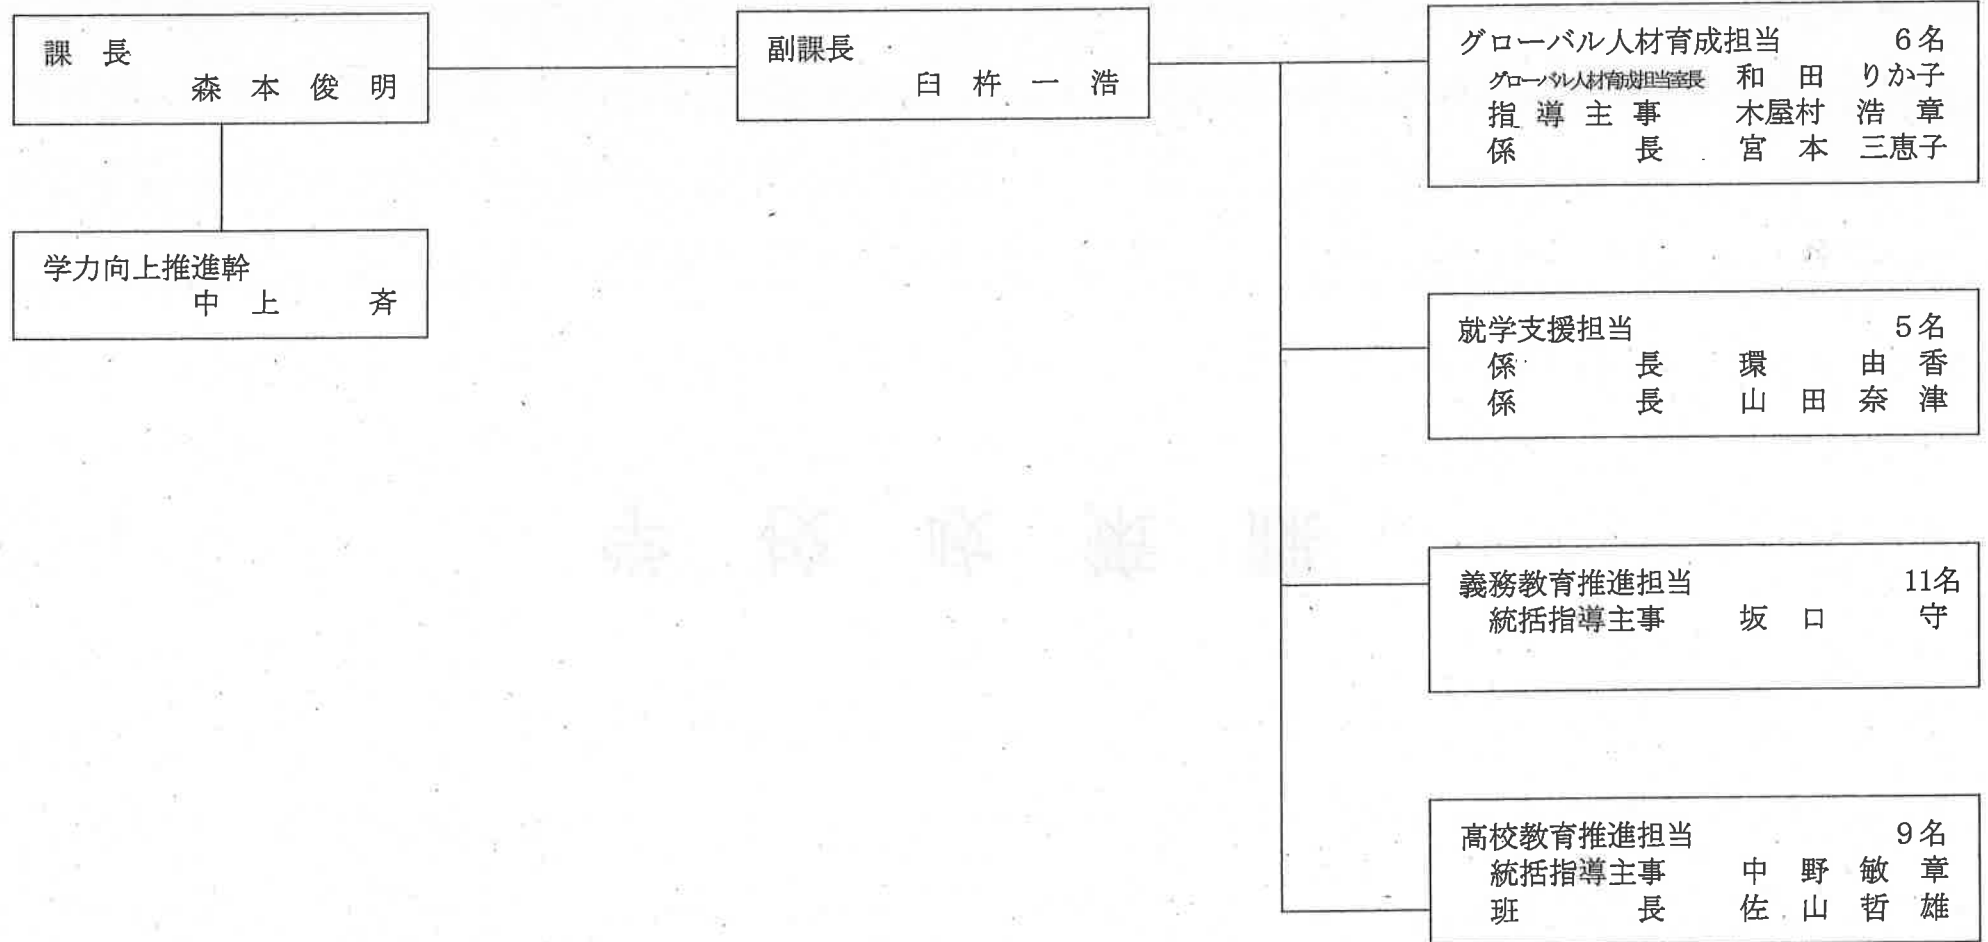 課 長
森 本 俊 明
学力向上推進幹
中 上 斉
副課長
臼 杵 一 浩
グローバル人材育成担当 6名
グローバル人材育成担当室長 和 田 りか子
指 導 主 事 木屋村 浩 章
係 長 宮 本 三恵子
就学支援担当 5名
係 長 環 由 香
係 長 山 田 奈 津
義務教育推進担当 11名
統括指導主事 坂 口 守
高校教育推進担当 9名
統括指導主事 中 野 敏 章
班 長 佐 山 哲 雄